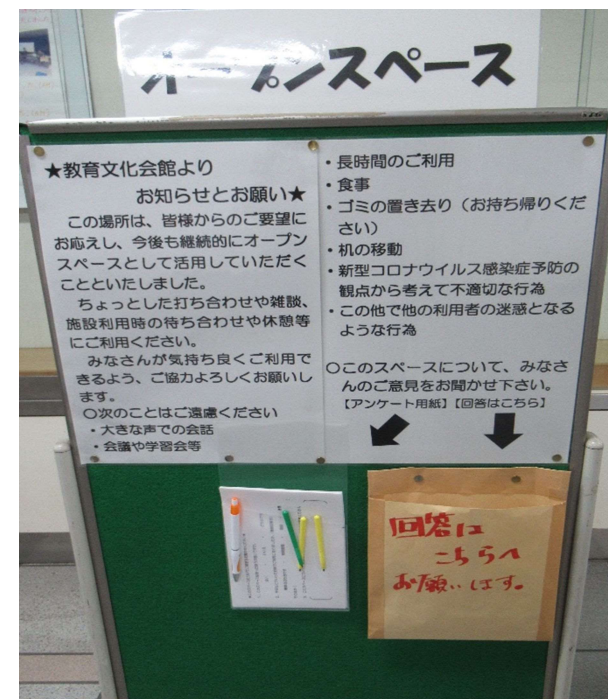 オープンスペース
★教育文化会館より
お知らせとお願い★
この場所は、皆様からのご要望に
お応えし、今後も継続的にオープン
スペースとして活用していただく
ことといたしました。
ちょっとした打ち合わせや雑談、
施設利用時の待ち合わせや休憩等
にご利用ください。
みなさんが気持ち良くご利用で
きるよう、ご協力よろしくお願いし
ます。
○次のことはご遠慮ください
・大きな声での会話
・会議や学習会等
・長時間のご利用
・食事
・ゴミの置き去り（お持ち帰りくだ
さい）
・机の移動
・新型コロナウイルス感染症予防の
観点から考えて不適切な行為
・この他で他の利用者の迷惑となる
ような行為
○このスペースについて、みなさ
んのご意見をお聞かせ下さい。
【アンケート用紙】【回答はこちら】
回答は
こちらへ
お願いします。